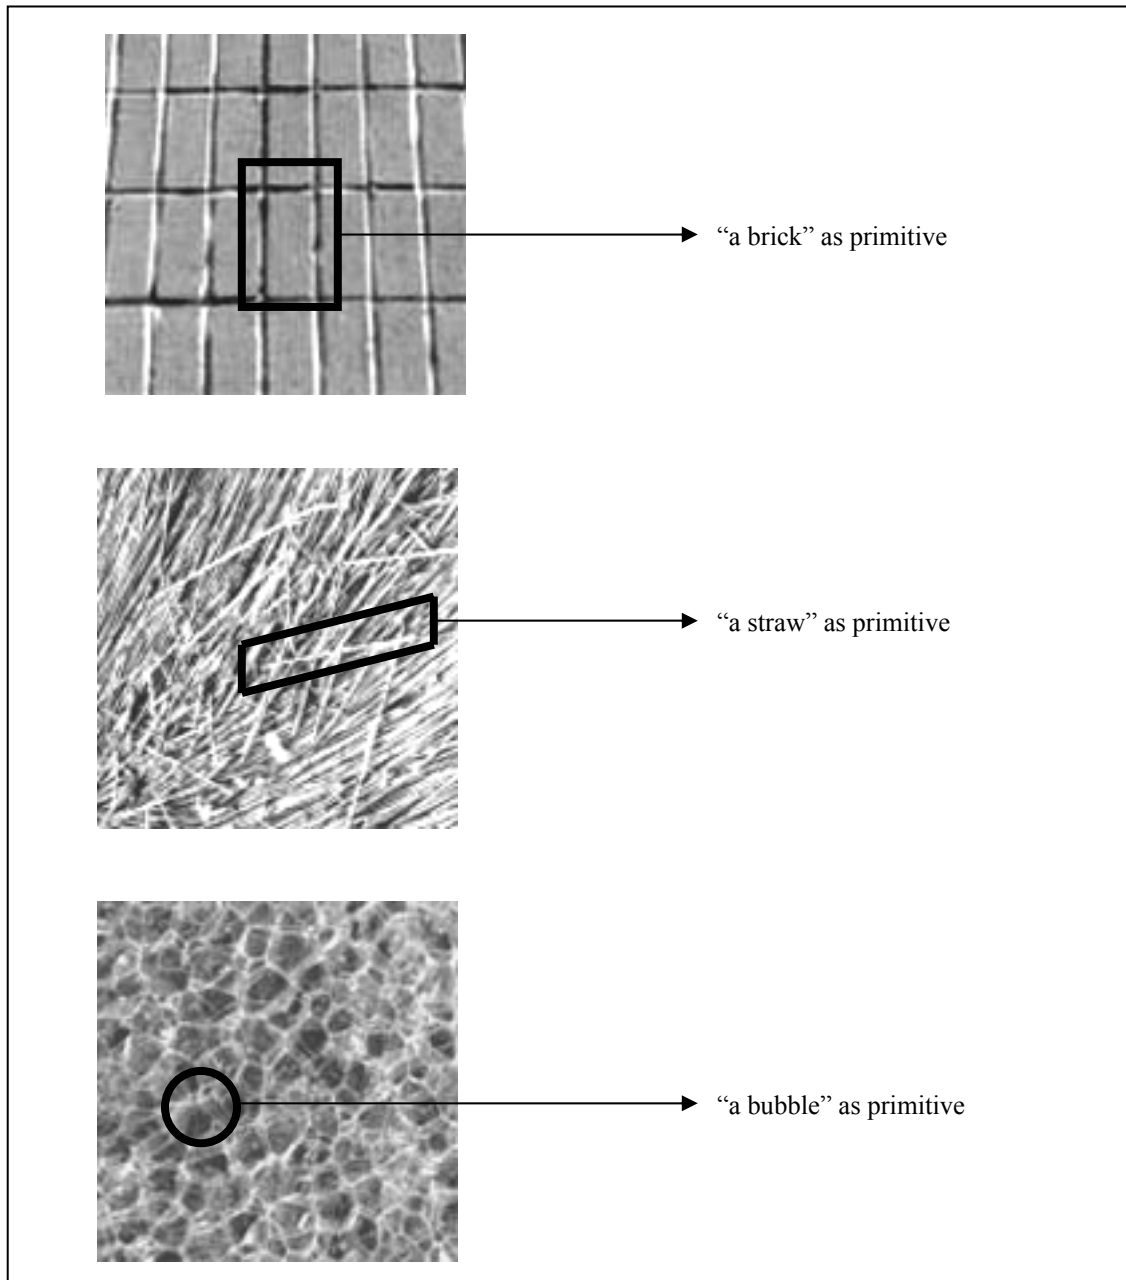 “a brick” as primitive
“a straw” as primitive
“a bubble” as primitive